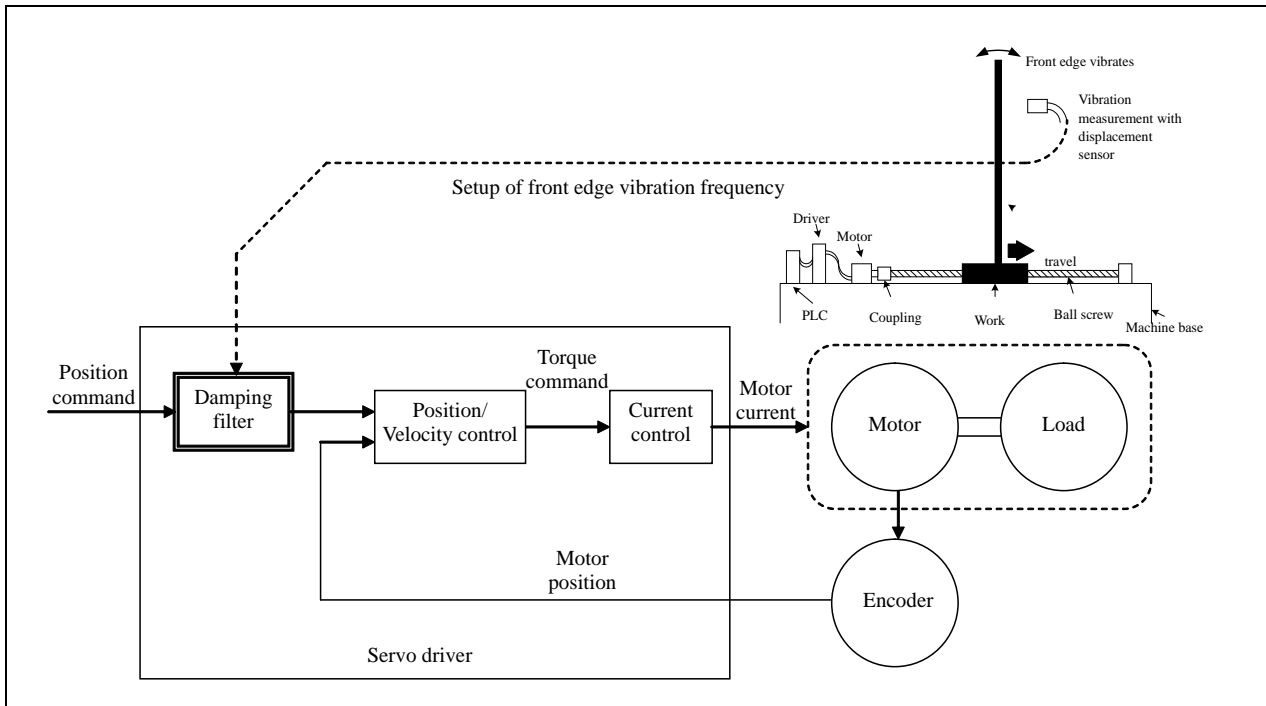 Front edge vibrates
Vibration
measurement with
displacement
sensor
Setup of front edge vibration frequency
Driver
Motor
travel
PLC
Coupling
Work
Ball screw
Machine base
Position
command
Damping
filter
Torque
command
Position/
Velocity control
Current
control
Motor
current
Motor
Load
Motor
position
Encoder
Servo driver